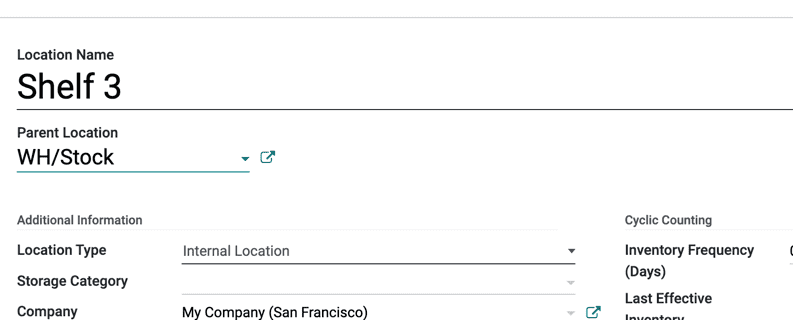 Location Name
Shelf 3
Parent Location
WH/Stock
Additional Information
Location Type
Internal Location
Storage Category
Company
My Company (San Francisco)
Cyclic Counting
Inventory Frequency
(Days)
Last Effective
Inventory